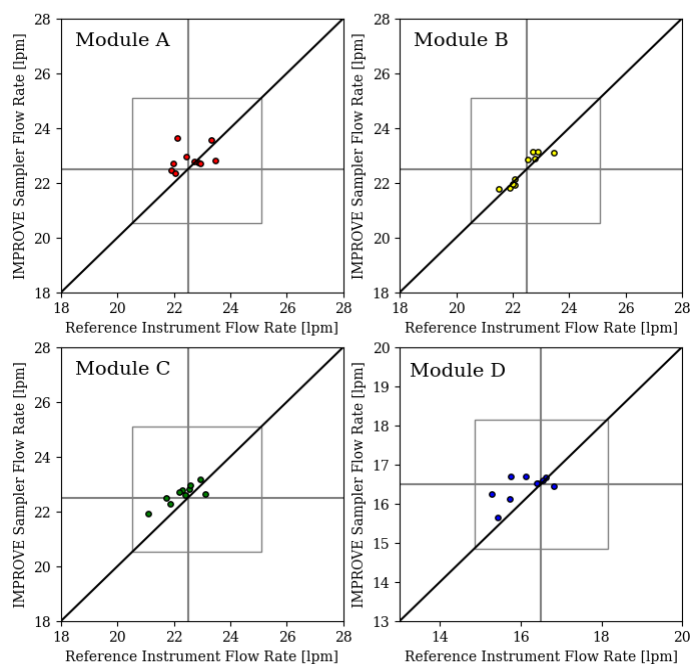 Module A
IMPROVE Sampler Flow Rate [lpm]
28
26
24
22
20
18
18 20 22 24 26 28
Reference Instrument Flow Rate [lpm]
Module B
IMPROVE Sampler Flow Rate [lpm]
28
26
24
22
20
18
18 20 22 24 26 28
Reference Instrument Flow Rate [lpm]
Module C
IMPROVE Sampler Flow Rate [lpm]
28
26
24
22
20
18
18 20 22 24 26 28
Reference Instrument Flow Rate [lpm]
Module D
IMPROVE Sampler Flow Rate [lpm]
20
19
18
17
16
15
14
13
14 16 18 20
Reference Instrument Flow Rate [lpm]